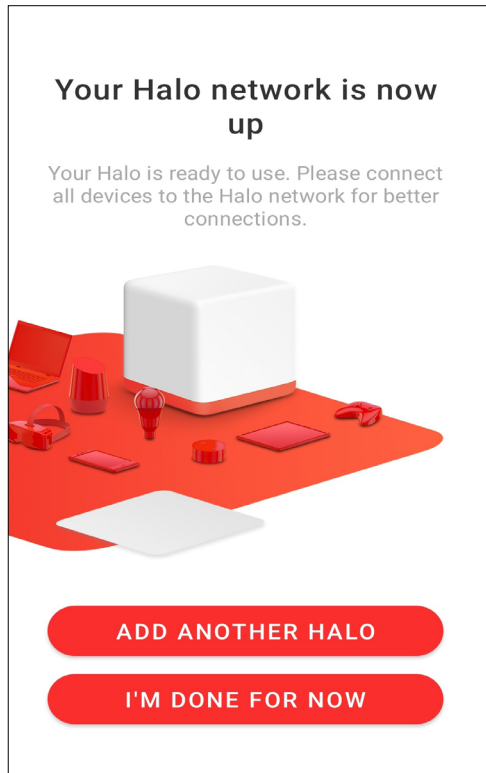 Your Halo network is now
up
Your Halo is ready to use. Please connect
all devices to the Halo network for better
connections.
ADD ANOTHER HALO
I'M DONE FOR NOW